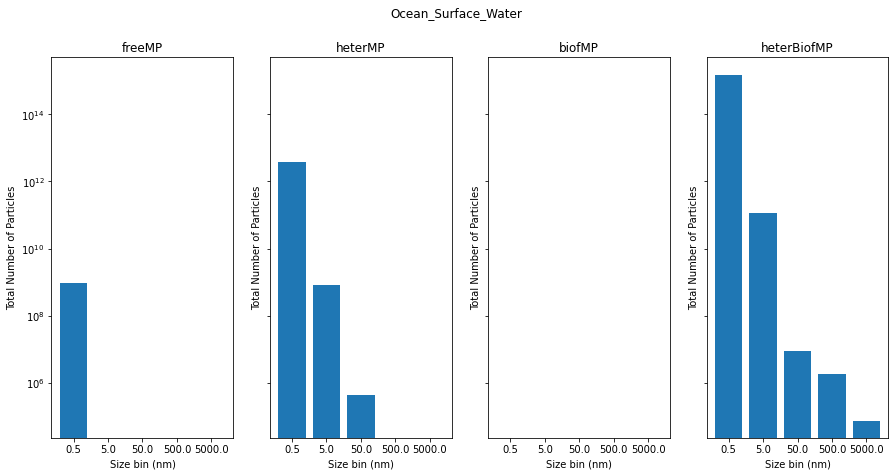 Ocean_Surface_Water
freeMP
heterMP
biofMP
heterBiofMP
Total Number of Particles
10^14
10^12
10^10
10^8
10^6
0.5 5.0 50.0 500.0 5000.0
Size bin (nm)
Total Number of Particles
0.5 5.0 50.0 500.0 5000.0
Size bin (nm)
Total Number of Particles
0.5 5.0 50.0 500.0 5000.0
Size bin (nm)
Total Number of Particles
0.5 5.0 50.0 500.0 5000.0
Size bin (nm)